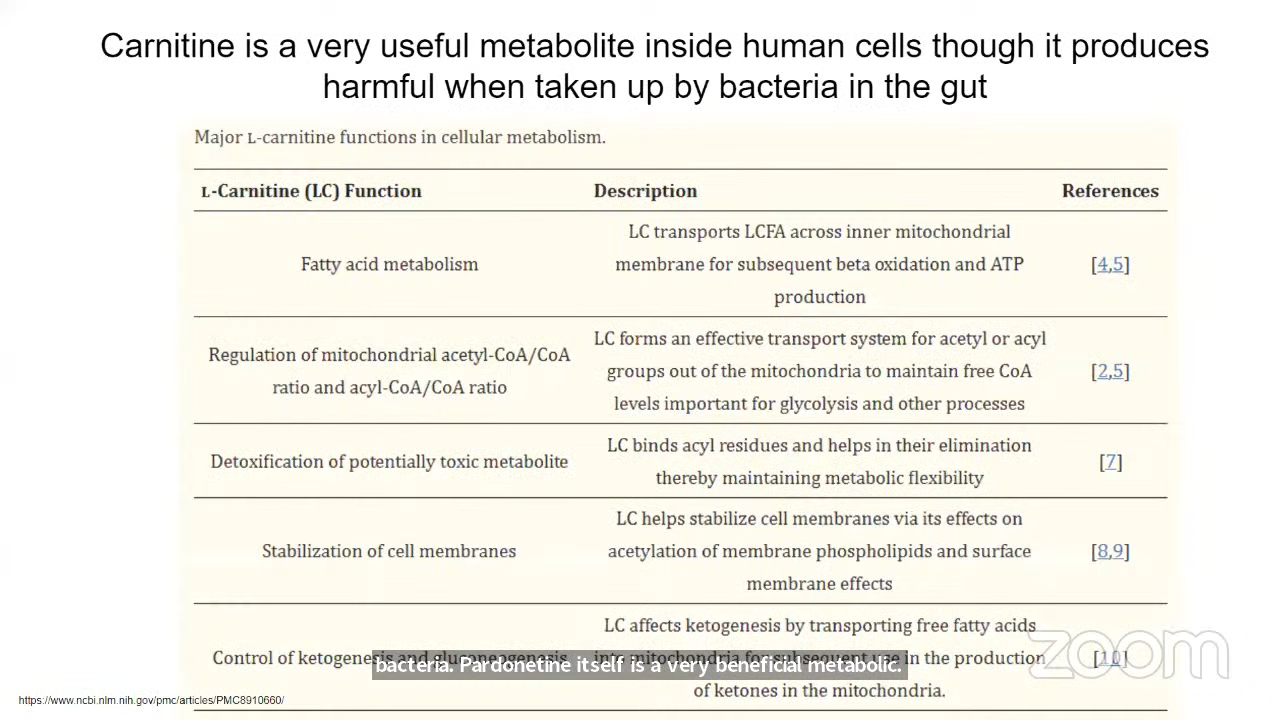 Carnitine is a very useful metabolite inside human cells though it produces
harmful when taken up by bacteria in the gut
Major L-carnitine functions in cellular metabolism.
L-Carnitine (LC) Function Description References
Fatty acid metabolism
LC transports LCFA across inner mitochondrial
membrane for subsequent beta oxidation and ATP
production
[4,5]
Regulation of mitochondrial acetyl-CoA/CoA
ratio and acyl-CoA/CoA ratio
LC forms an effective transport system for acetyl or acyl
groups out of the mitochondria to maintain free CoA
levels important for glycolysis and other processes
[2,5]
Detoxification of potentially toxic metabolite
LC binds acyl residues and helps in their elimination
thereby maintaining metabolic flexibility
[7]
Stabilization of cell membranes
LC helps stabilize cell membranes via its effects on
acetylation of membrane phospholipids and surface
membrane effects
[8,9]
Control of ketogenesis and gluconeogenesis
LC affects ketogenesis by transporting free fatty acids
into mitochondria for subsequent use in the production
of ketones in the mitochondria.
[10]
bacteria. Pardonetine itself is a very beneficial metabolic.
zoom
https://www.ncbi.nlm.nih.gov/pmc/articles/PMC8910660/